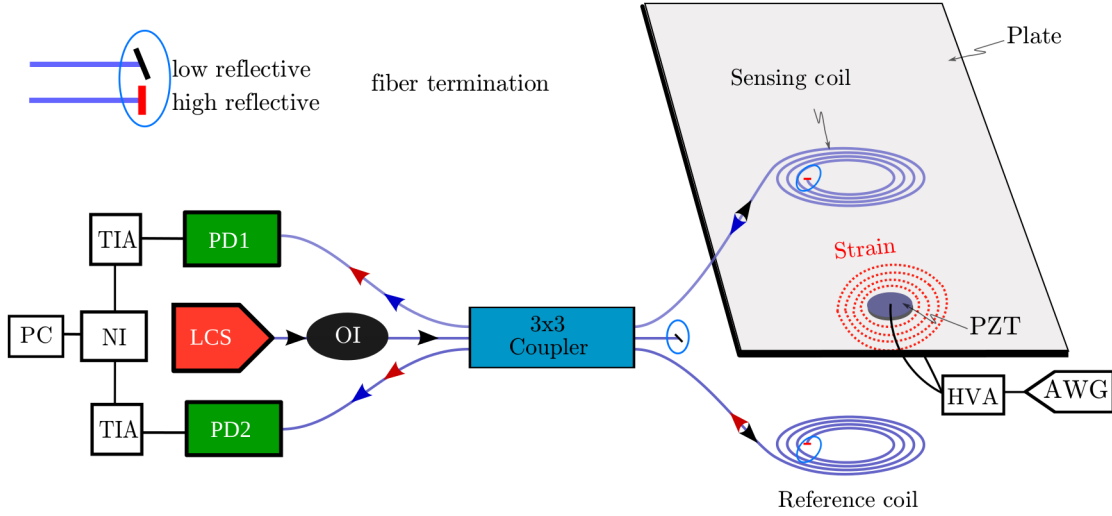 Plate
low reflective
high reflective
fiber termination
Sensing coil
TIA
PD1
Strain
PC
NI
LCS
OI
3x3
Coupler
PZT
HVA
AWG
TIA
PD2
Reference coil